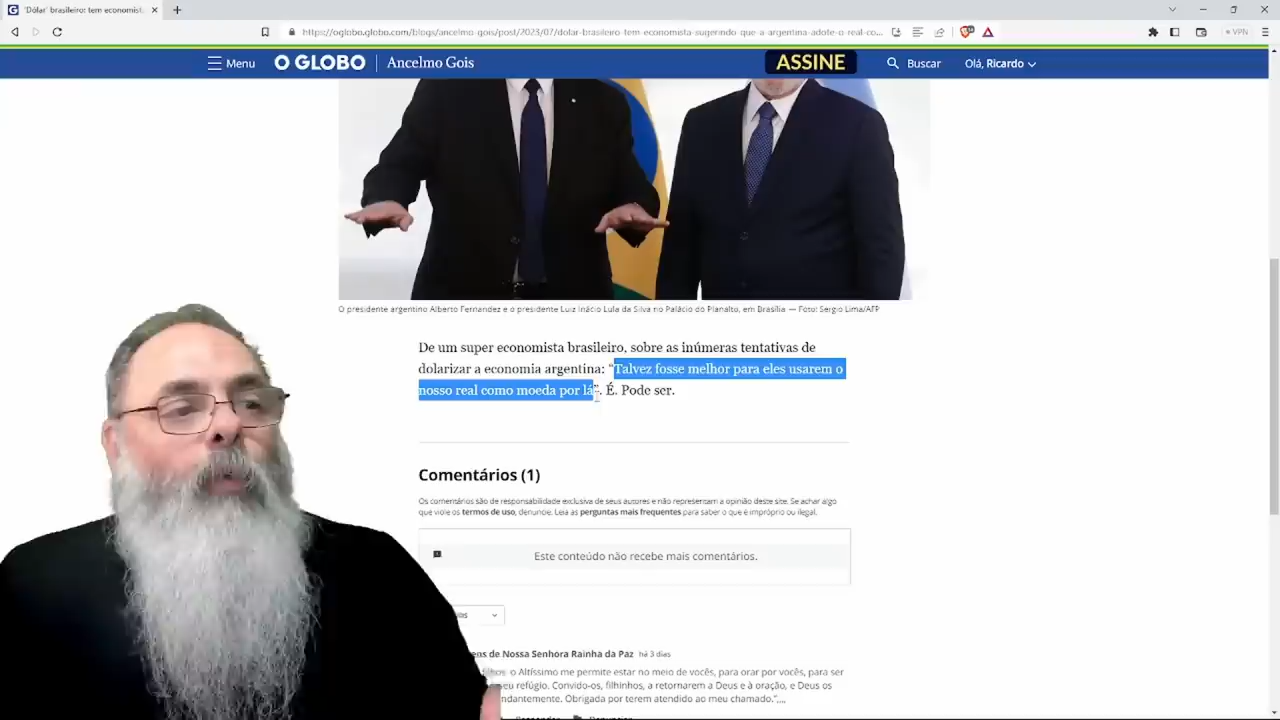 'Dólar' brasileiro: tem economist.
https://oglobo.globo.com/blogs/ancelmo-gois/post/2023/07/dolar-brasileiro-tem-economista-sugerindo-que-a-argentina-adote-o-real-co...
VPN
Menu
O GLOBO
Ancelmo Gois
ASSINE
Buscar
Olá, Ricardo
O presidente argentino Alberto Fernandez e o presidente Luiz Inácio Lula da Silva no Palácio do Planalto, em Brasília — Foto: Sergio Lima/AFP
De um super economista brasileiro, sobre as inúmeras tentativas de
dolarizar a economia argentina: “Talvez fosse melhor para eles usarem o
nosso real como moeda por lá”. É. Pode ser.
Comentários (1)
Os comentários são de responsabilidade exclusiva de seus autores e não representam a opinião deste site. Se achar algo
que viole os termos de uso, denuncie. Leia as perguntas mais frequentes para saber o que é impróprio ou ilegal.
Este conteúdo não recebe mais comentários.
de Nossa Senhora Rainha da Paz há 3 dias
o Altíssimo me permite estar no meio de vocês, para orar por vocês, para ser
seu refúgio. Convido-os, filhinhos, a retornarem a Deus e à oração, e Deus os
Obrigada por terem atendido ao meu chamado.",...